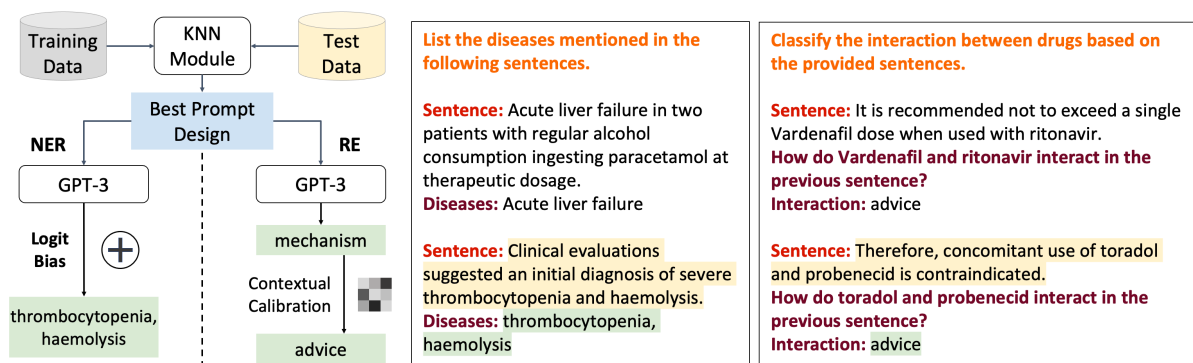 Training
Data
KNN
Module
Test
Data
Best Prompt
Design
NER
RE
GPT-3
GPT-3
Logit
Bias
mechanism
Contextual
Calibration
thrombocytopenia,
haemolysis
advice
List the diseases mentioned in the
following sentences.
Sentence: Acute liver failure in two
patients with regular alcohol
consumption ingesting paracetamol at
therapeutic dosage.
Diseases: Acute liver failure
Sentence: Clinical evaluations
suggested an initial diagnosis of severe
thrombocytopenia and haemolysis.
Diseases: thrombocytopenia,
haemolysis
Classify the interaction between drugs based on
the provided sentences.
Sentence: It is recommended not to exceed a single
Vardenafil dose when used with ritonavir.
How do Vardenafil and ritonavir interact in the
previous sentence?
Interaction: advice
Sentence: Therefore, concomitant use of toradol
and probenecid is contraindicated.
How do toradol and probenecid interact in the
previous sentence?
Interaction: advice